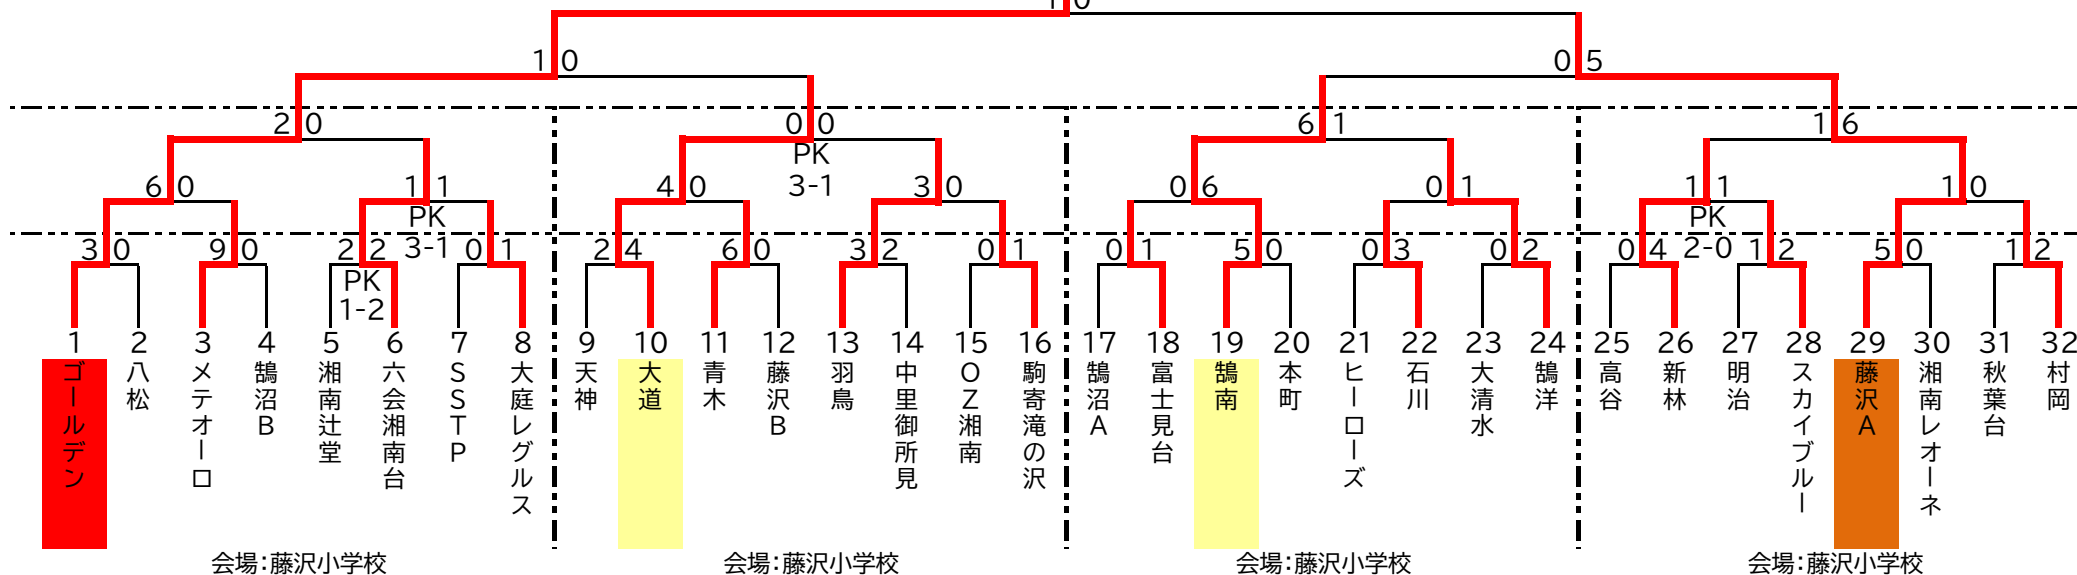 1 0
1 0
0 5
2 0
0 0
6 1
1 6
PK
3-1
6 0
1 1
4 0
3 0
0 6
0 1
1 1
1 0
PK
3-1
PK
2-0
3 0
9 0
2 2
0 1
2 4
6 0
3 2
0 1
0 1
5 0
0 3
0 2
0 4
1 2
5 0
1 2
PK
1-2
1 2 3 4 5 6 7 8 9 10 11 12 13 14 15 16 17 18 19 20 21 22 23 24 25 26 27 28 29 30 31 32
ゴールデン
八松
メテオーロ
鵠沼B
湘南辻堂
六会湘南台
SSTP
大庭レグルス
天神
大道
青木
藤沢B
羽鳥
中里御所見
OZ湘南
駒寄滝の沢
鵠沼A
富士見台
鵠南
本町
ヒーローズ
石川
大清水
鵠洋
高谷
新林
明治
スカイブルー
藤沢A
湘南レオーネ
秋葉台
村岡
会場:藤沢小学校
会場:藤沢小学校
会場:藤沢小学校
会場:藤沢小学校